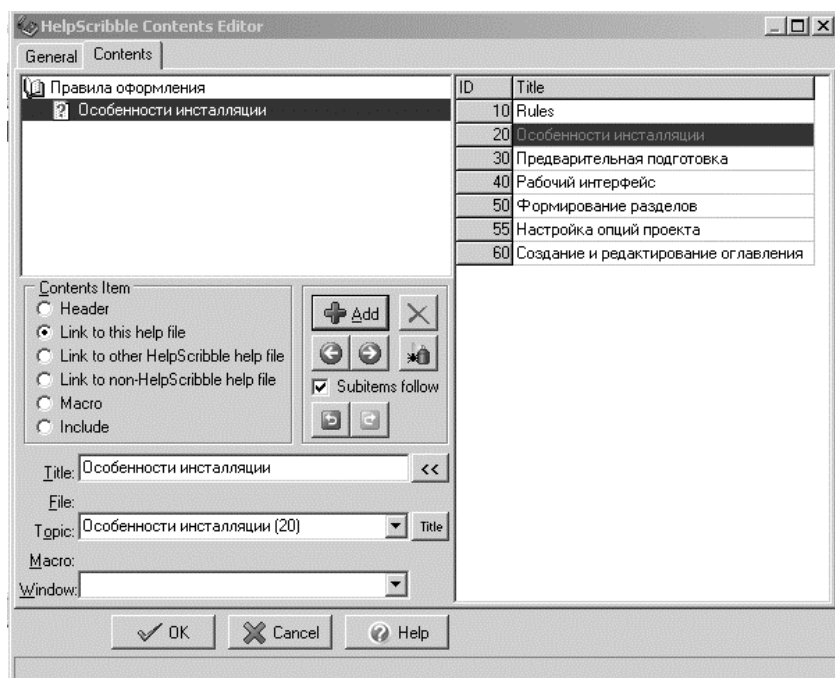 HelpScribble Contents Editor
General Contents
Правила оформления
Особенности инсталляции
ID Title
10 Rules
20 Особенности инсталляции
30 Предварительная подготовка
40 Рабочий интерфейс
50 Формирование разделов
55 Настройка опций проекта
60 Создание и редактирование оглавления
Contents Item
Header
Link to this help file
Link to other HelpScribble help file
Link to non-HelpScribble help file
Macro
Include
Add
Subitems follow
Title: Особенности инсталляции <<
File:
Topic: Особенности инсталляции (20) Title
Macro:
Window:
OK Cancel Help